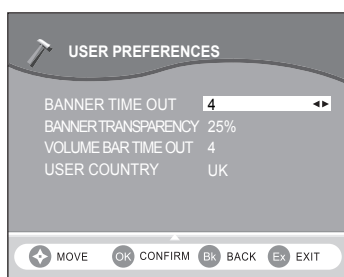 USER PREFERENCES
BANNER TIME OUT 4
BANNER TRANSPARENCY 25%
VOLUME BAR TIME OUT 4
USER COUNTRY UK
MOVE OK CONFIRM Bk BACK Ex EXIT